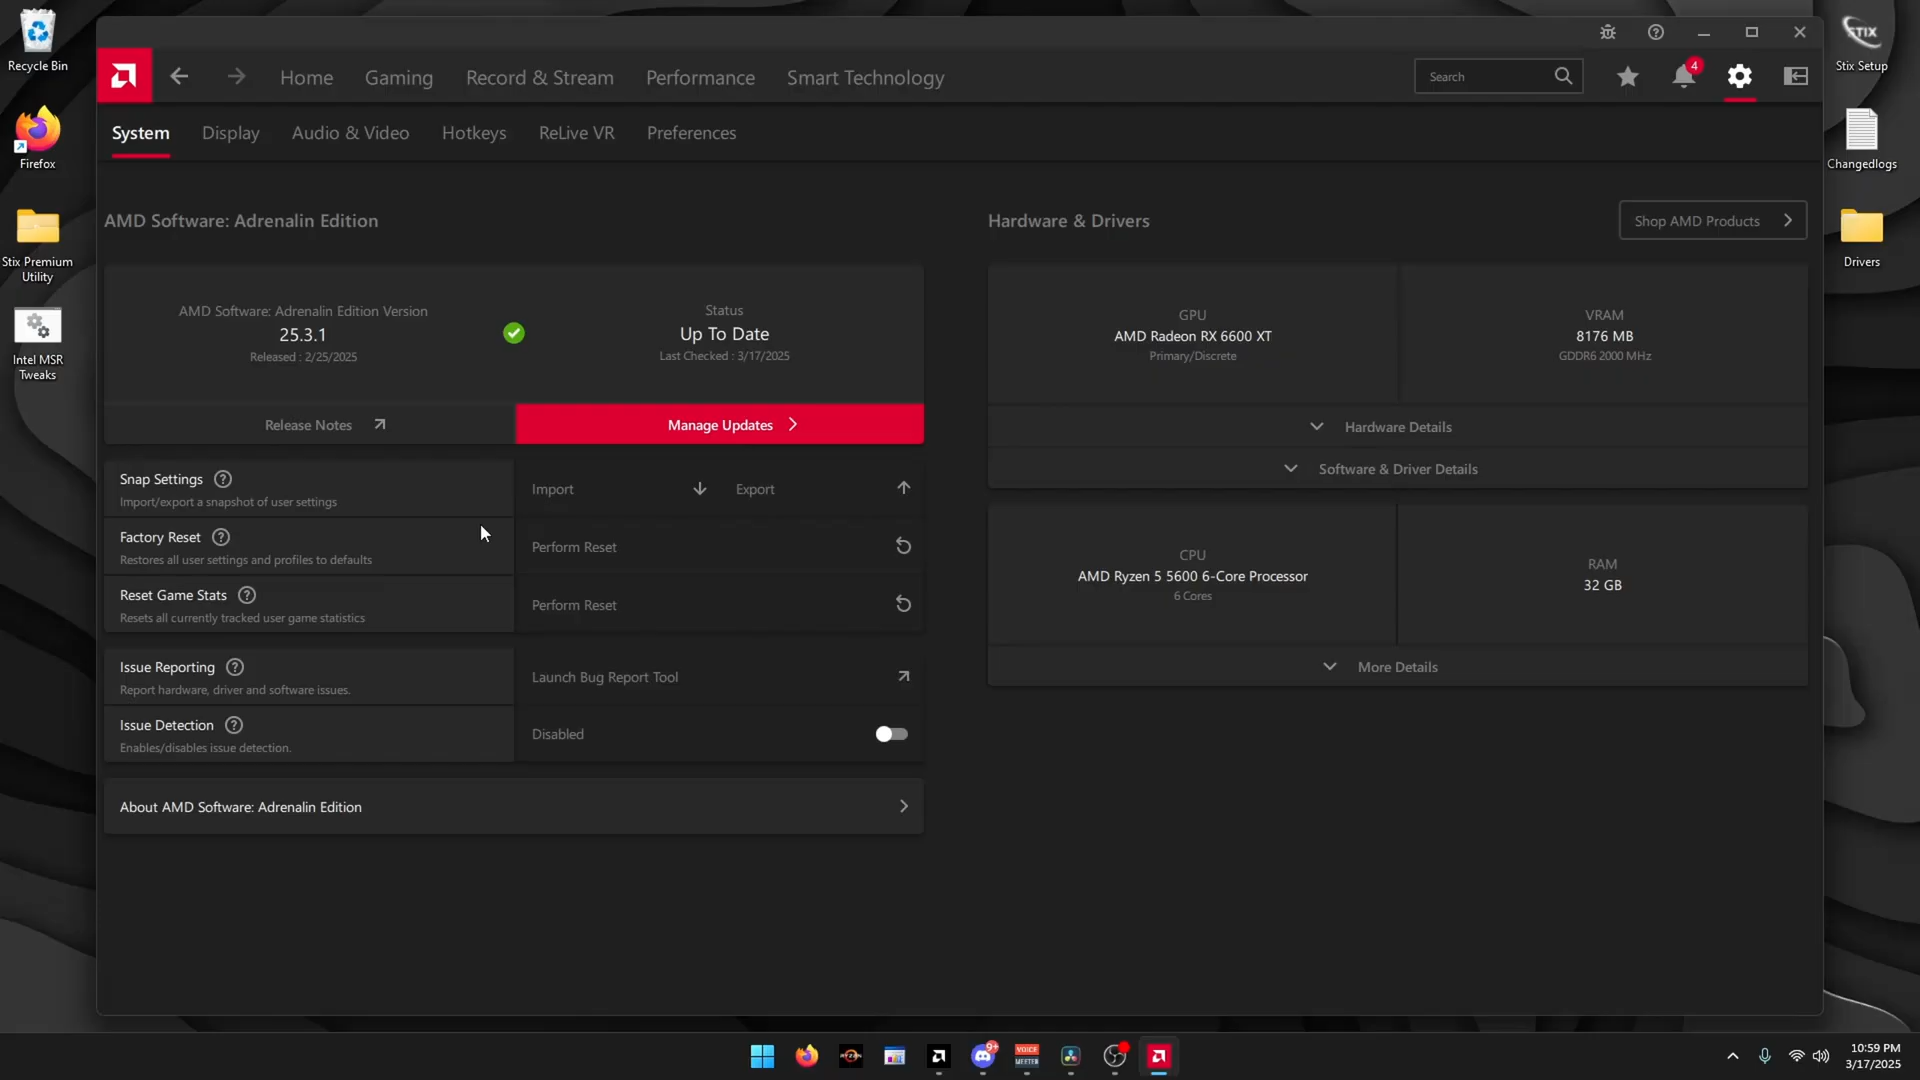 Recycle Bin
Firefox
Stix Premium
Utility
Intel MSR
Tweaks
Home
Gaming
Record & Stream
Performance
Smart Technology
Search
4
System
Display
Audio & Video
Hotkeys
ReLive VR
Preferences
AMD Software: Adrenalin Edition
AMD Software: Adrenalin Edition Version
25.3.1
Released : 2/25/2025
Status
Up To Date
Last Checked : 3/17/2025
Release Notes
Manage Updates
Snap Settings
Import/export a snapshot of user settings
Import
Export
Factory Reset
Restores all user settings and profiles to defaults
Perform Reset
Reset Game Stats
Resets all currently tracked user game statistics
Perform Reset
Issue Reporting
Report hardware, driver and software issues.
Launch Bug Report Tool
Issue Detection
Enables/disables issue detection.
Disabled
About AMD Software: Adrenalin Edition
Hardware & Drivers
Shop AMD Products
GPU
AMD Radeon RX 6600 XT
Primary/Discrete
VRAM
8176 MB
GDDR6 2000 MHz
Hardware Details
Software & Driver Details
CPU
AMD Ryzen 5 5600 6-Core Processor
6 Cores
RAM
32 GB
More Details
STIX
Stix Setup
Changedlogs
Drivers
RYZEN
9+
VOICE
MEETER
10:59 PM
3/17/2025